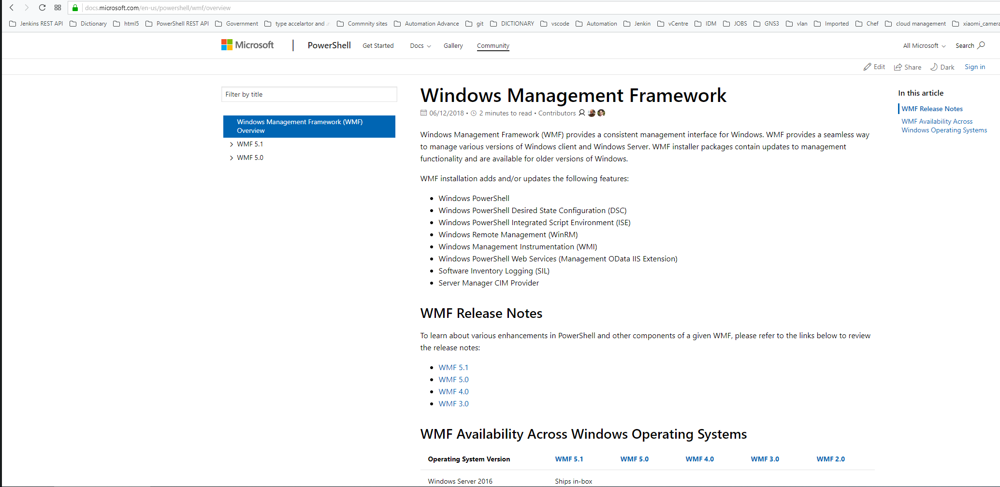 docs.microsoft.com/en-us/powershell/wmf/overview
Jenkins REST API Dictionary html5 PowerShell REST API Government type accelartor and . Commnity sites Automation Advance git DICTIONARY vscode Automation Jenkin vCentre IDM JOBS GNS3 vlan Imported Chef cloud management xiaomi_camera
Microsoft PowerShell Get Started Docs Gallery Community All Microsoft Search
Edit Share Dark Sign in
Filter by title
Windows Management Framework (WMF)
Overview
WMF 5.1
WMF 5.0
Windows Management Framework
06/12/2018 • 2 minutes to read • Contributors
Windows Management Framework (WMF) provides a consistent management interface for Windows. WMF provides a seamless way
to manage various versions of Windows client and Windows Server. WMF installer packages contain updates to management
functionality and are available for older versions of Windows.
WMF installation adds and/or updates the following features:
• Windows PowerShell
• Windows PowerShell Desired State Configuration (DSC)
• Windows PowerShell Integrated Script Environment (ISE)
• Windows Remote Management (WinRM)
• Windows Management Instrumentation (WMI)
• Windows PowerShell Web Services (Management OData IIS Extension)
• Software Inventory Logging (SIL)
• Server Manager CIM Provider
WMF Release Notes
To learn about various enhancements in PowerShell and other components of a given WMF, please refer to the links below to review
the release notes:
• WMF 5.1
• WMF 5.0
• WMF 4.0
• WMF 3.0
WMF Availability Across Windows Operating Systems
Operating System Version WMF 5.1 WMF 5.0 WMF 4.0 WMF 3.0 WMF 2.0
Windows Server 2016 Ships in-box
In this article
WMF Release Notes
WMF Availability Across
Windows Operating Systems